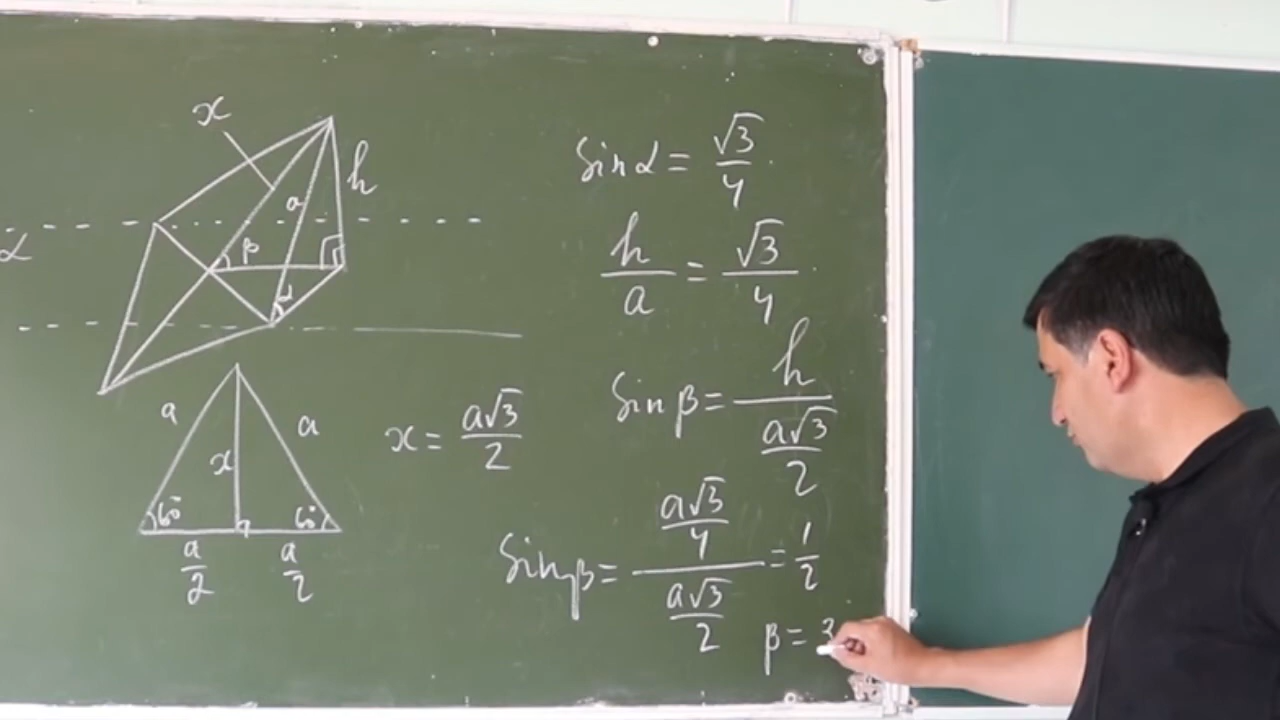 x
h
a
α
β
α
sin α = √3/4
h/a = √3/4
sin β = h/(a√3/2)
a
a
x
60°
60°
a/2
a/2
x = a√3/2
sin β = (a√3/4)/(a√3/2) = 1/2
β = 3